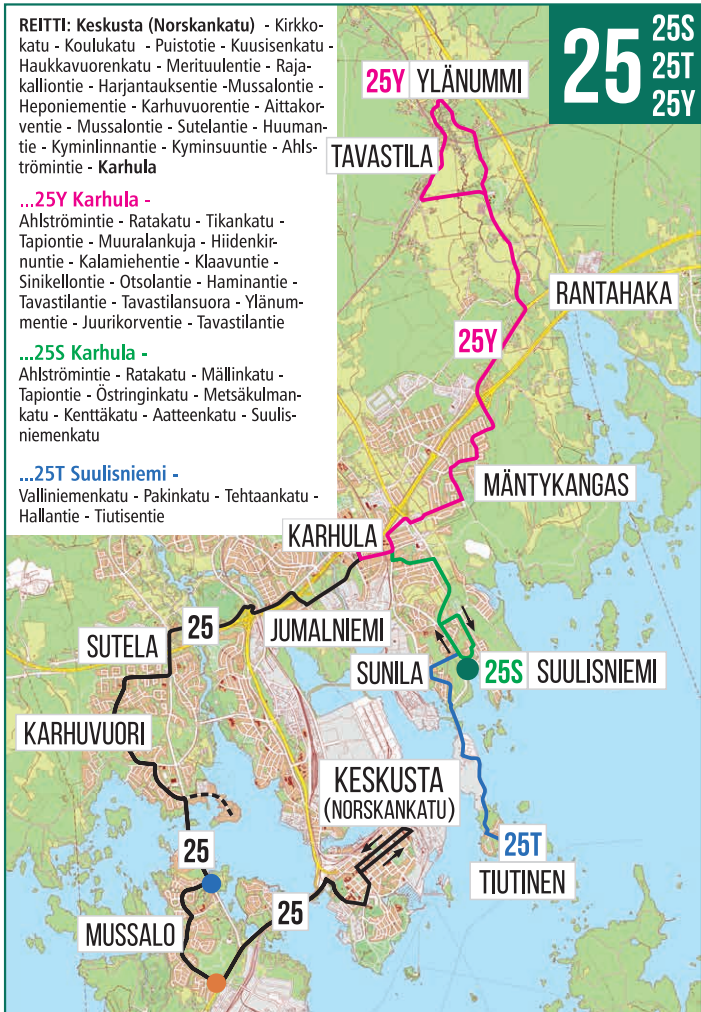 REITTI: Keskusta (Norskankatu) - Kirkko-
katu - Koulukatu - Puistotie - Kuusisenkatu -
Haukkavuorenkatu - Merituulentie - Raja-
kalliontie - Harjantauksentie -Mussalontie -
Heponiementie - Karhuvuorentie - Aittakor-
ventie - Mussalontie - Sutelantie - Huuman-
tie - Kyminlinnantie - Kyminsuuntie - Ahls-
trömintie - Karhula
...25Y Karhula -
Ahlströmintie - Ratakatu - Tikankatu -
Tapiontie - Muuralankuja - Hiidenkir-
nuntie - Kalamiehentie - Klaavuntie -
Sinikellontie - Otsolantie - Haminantie -
Tavastilantie - Tavastilansuora - Ylänum-
mentie - Juurikorventie - Tavastilantie
...25S Karhula -
Ahlströmintie - Ratakatu - Mällinkatu -
Tapiontie - Östringinkatu - Metsäkulman-
katu - Kenttäkatu - Aatteenkatu - Suulis-
niemenkatu
...25T Suulisniemi -
Valliniemenkatu - Pakinkatu - Tehtaankatu -
Hallantie - Tiutisentie
25
25S
25T
25Y
25Y YLÄNUMMI
TAVASTILA
RANTAHAKA
25Y
MÄNTYKANGAS
KARHULA
25
JUMALNIEMI
SUTELA
SUNILA
25S SUULISNIEMI
KARHUVUORI
KESKUSTA
(NORSKANKATU)
25
25T
TIUTINEN
25
MUSSALO